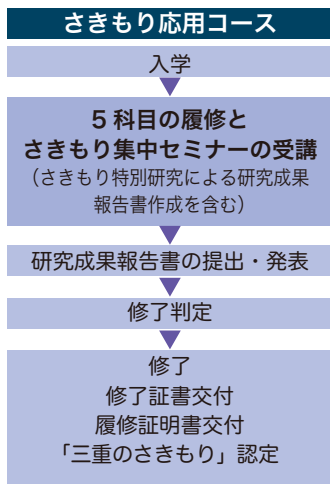 さきもり応用コース
入学
5 科目の履修と
さきもり集中セミナーの受講
（さきもり特別研究による研究成果
報告書作成を含む）
研究成果報告書の提出・発表
修了判定
修了
修了証書交付
履修証明書交付
「三重のさきもり」認定